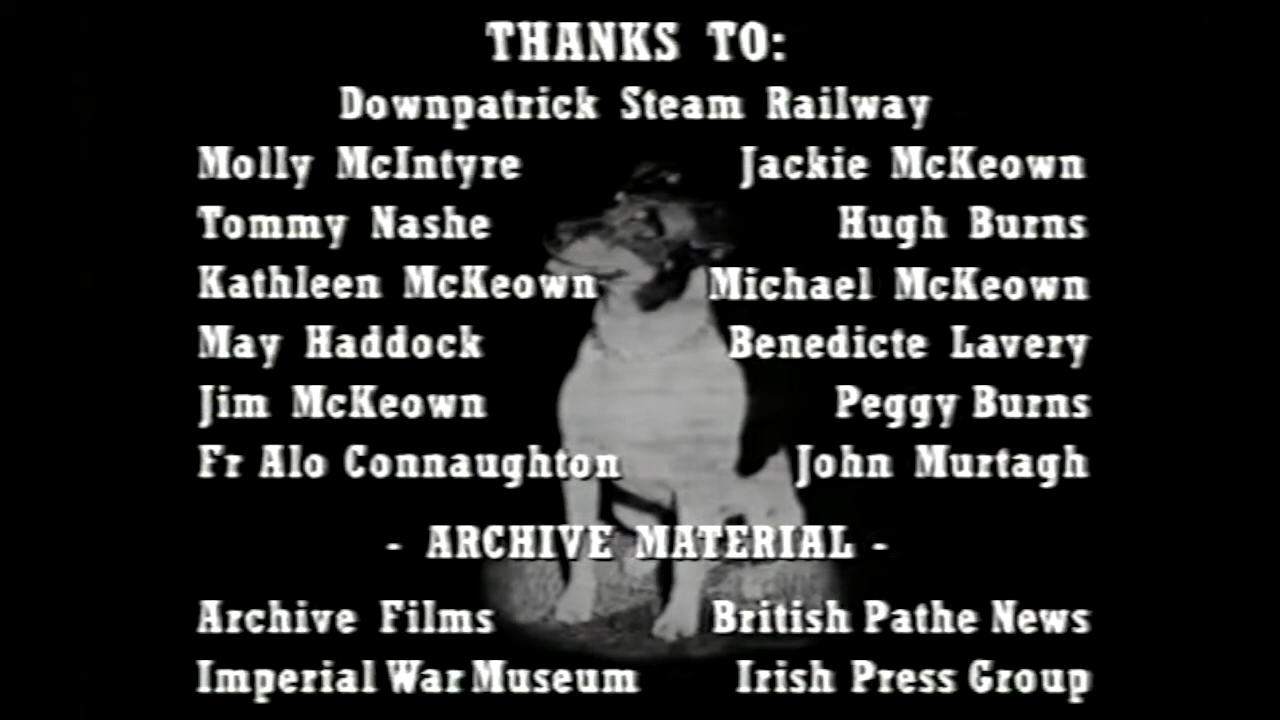 THANKS TO:
Downpatrick Steam Railway
Molly McIntyre Jackie McKeown
Tommy Nashe Hugh Burns
Kathleen McKeown Michael McKeown
May Haddock Benedicte Lavery
Jim McKeown Peggy Burns
Fr Alo Connaughton John Murtagh
- ARCHIVE MATERIAL -
Archive Films British Pathe News
Imperial War Museum Irish Press Group